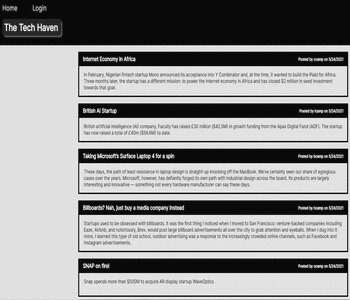 Home Login
The Tech Haven
Internet Economy in Africa Posted by tcamp on 5/24/2021
In February, Nigerian fintech startup Mono announced its acceptance into Y Combinator and, at the time, it wanted to build the Plaid for Africa.
Three months later, the startup has a different mission: to power the internet economy in Africa and has closed $2 million in seed investment
towards that goal.
British AI Startup Posted by tcamp on 5/24/2021
British artificial intelligence (AI) company, Faculty has raised £30 million ($42.5M) in growth funding from the Apax Digital Fund (ADF). The startup
has now raised a total of £40m ($56.6M) to date.
Taking Microsoft's Surface Laptop 4 for a spin Posted by tcamp on 5/24/2021
These days, the path of least resistance in laptop design is straight up knocking off the MacBook. We've certainly seen our share of egregious
cases over the years. Microsoft, however, has defiantly forged its own path with industrial design across the board. Its products are largely
interesting and innovative — something not every hardware manufacturer can say these days.
Billboards? Nah, just buy a media company instead Posted by tcamp on 5/24/2021
Startups used to be obsessed with billboards. It was the first thing I noticed when I moved to San Francisco: venture-backed companies including
Eaze, Airbnb, and notoriously, Brex, would post large billboard advertisements all over the city to grab attention and eyeballs. When I dug into it
more, I learned this type of old school, outdoor advertising was a response to the increasingly crowded online channels, such as Facebook and
Instagram advertisements.
SNAP on fire! Posted by tcamp on 5/24/2021
Snap spends more than $500M to acquire AR display startup WaveOptics